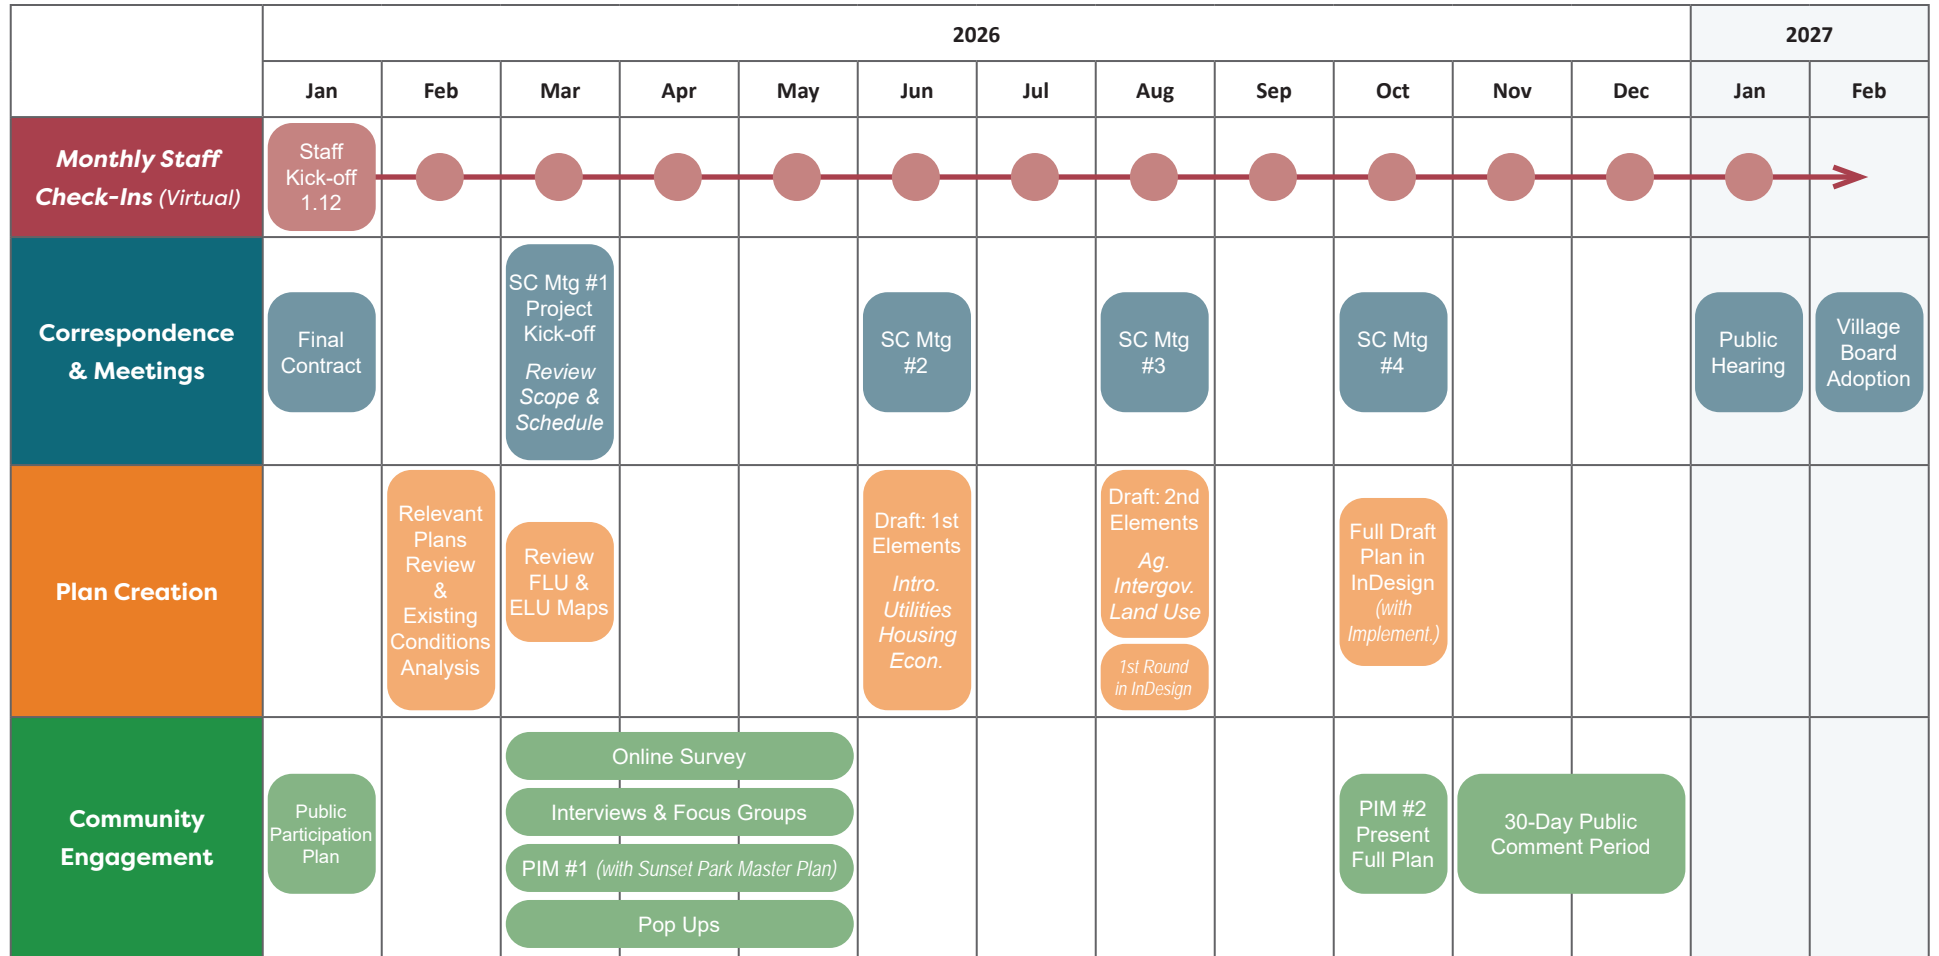 2026
2027
Jan
Feb
Mar
Apr
May
Jun
Jul
Aug
Sep
Oct
Nov
Dec
Jan
Feb
Monthly Staff
Check-Ins (Virtual)
Staff
Kick-off
1.12
Correspondence
& Meetings
Final
Contract
SC Mtg #1
Project
Kick-off
Review
Scope &
Schedule
SC Mtg
#2
SC Mtg
#3
SC Mtg
#4
Public
Hearing
Village
Board
Adoption
Plan Creation
Relevant
Plans
Review
&
Existing
Conditions
Analysis
Review
FLU &
ELU Maps
Draft: 1st
Elements
Intro.
Utilities
Housing
Econ.
Draft: 2nd
Elements
Ag.
Intergov.
Land Use
1st Round
in InDesign
Full Draft
Plan in
InDesign
(with
Implement.)
Community
Engagement
Public
Participation
Plan
Online Survey
Interviews & Focus Groups
PIM #1 (with Sunset Park Master Plan)
Pop Ups
PIM #2
Present
Full Plan
30-Day Public
Comment Period